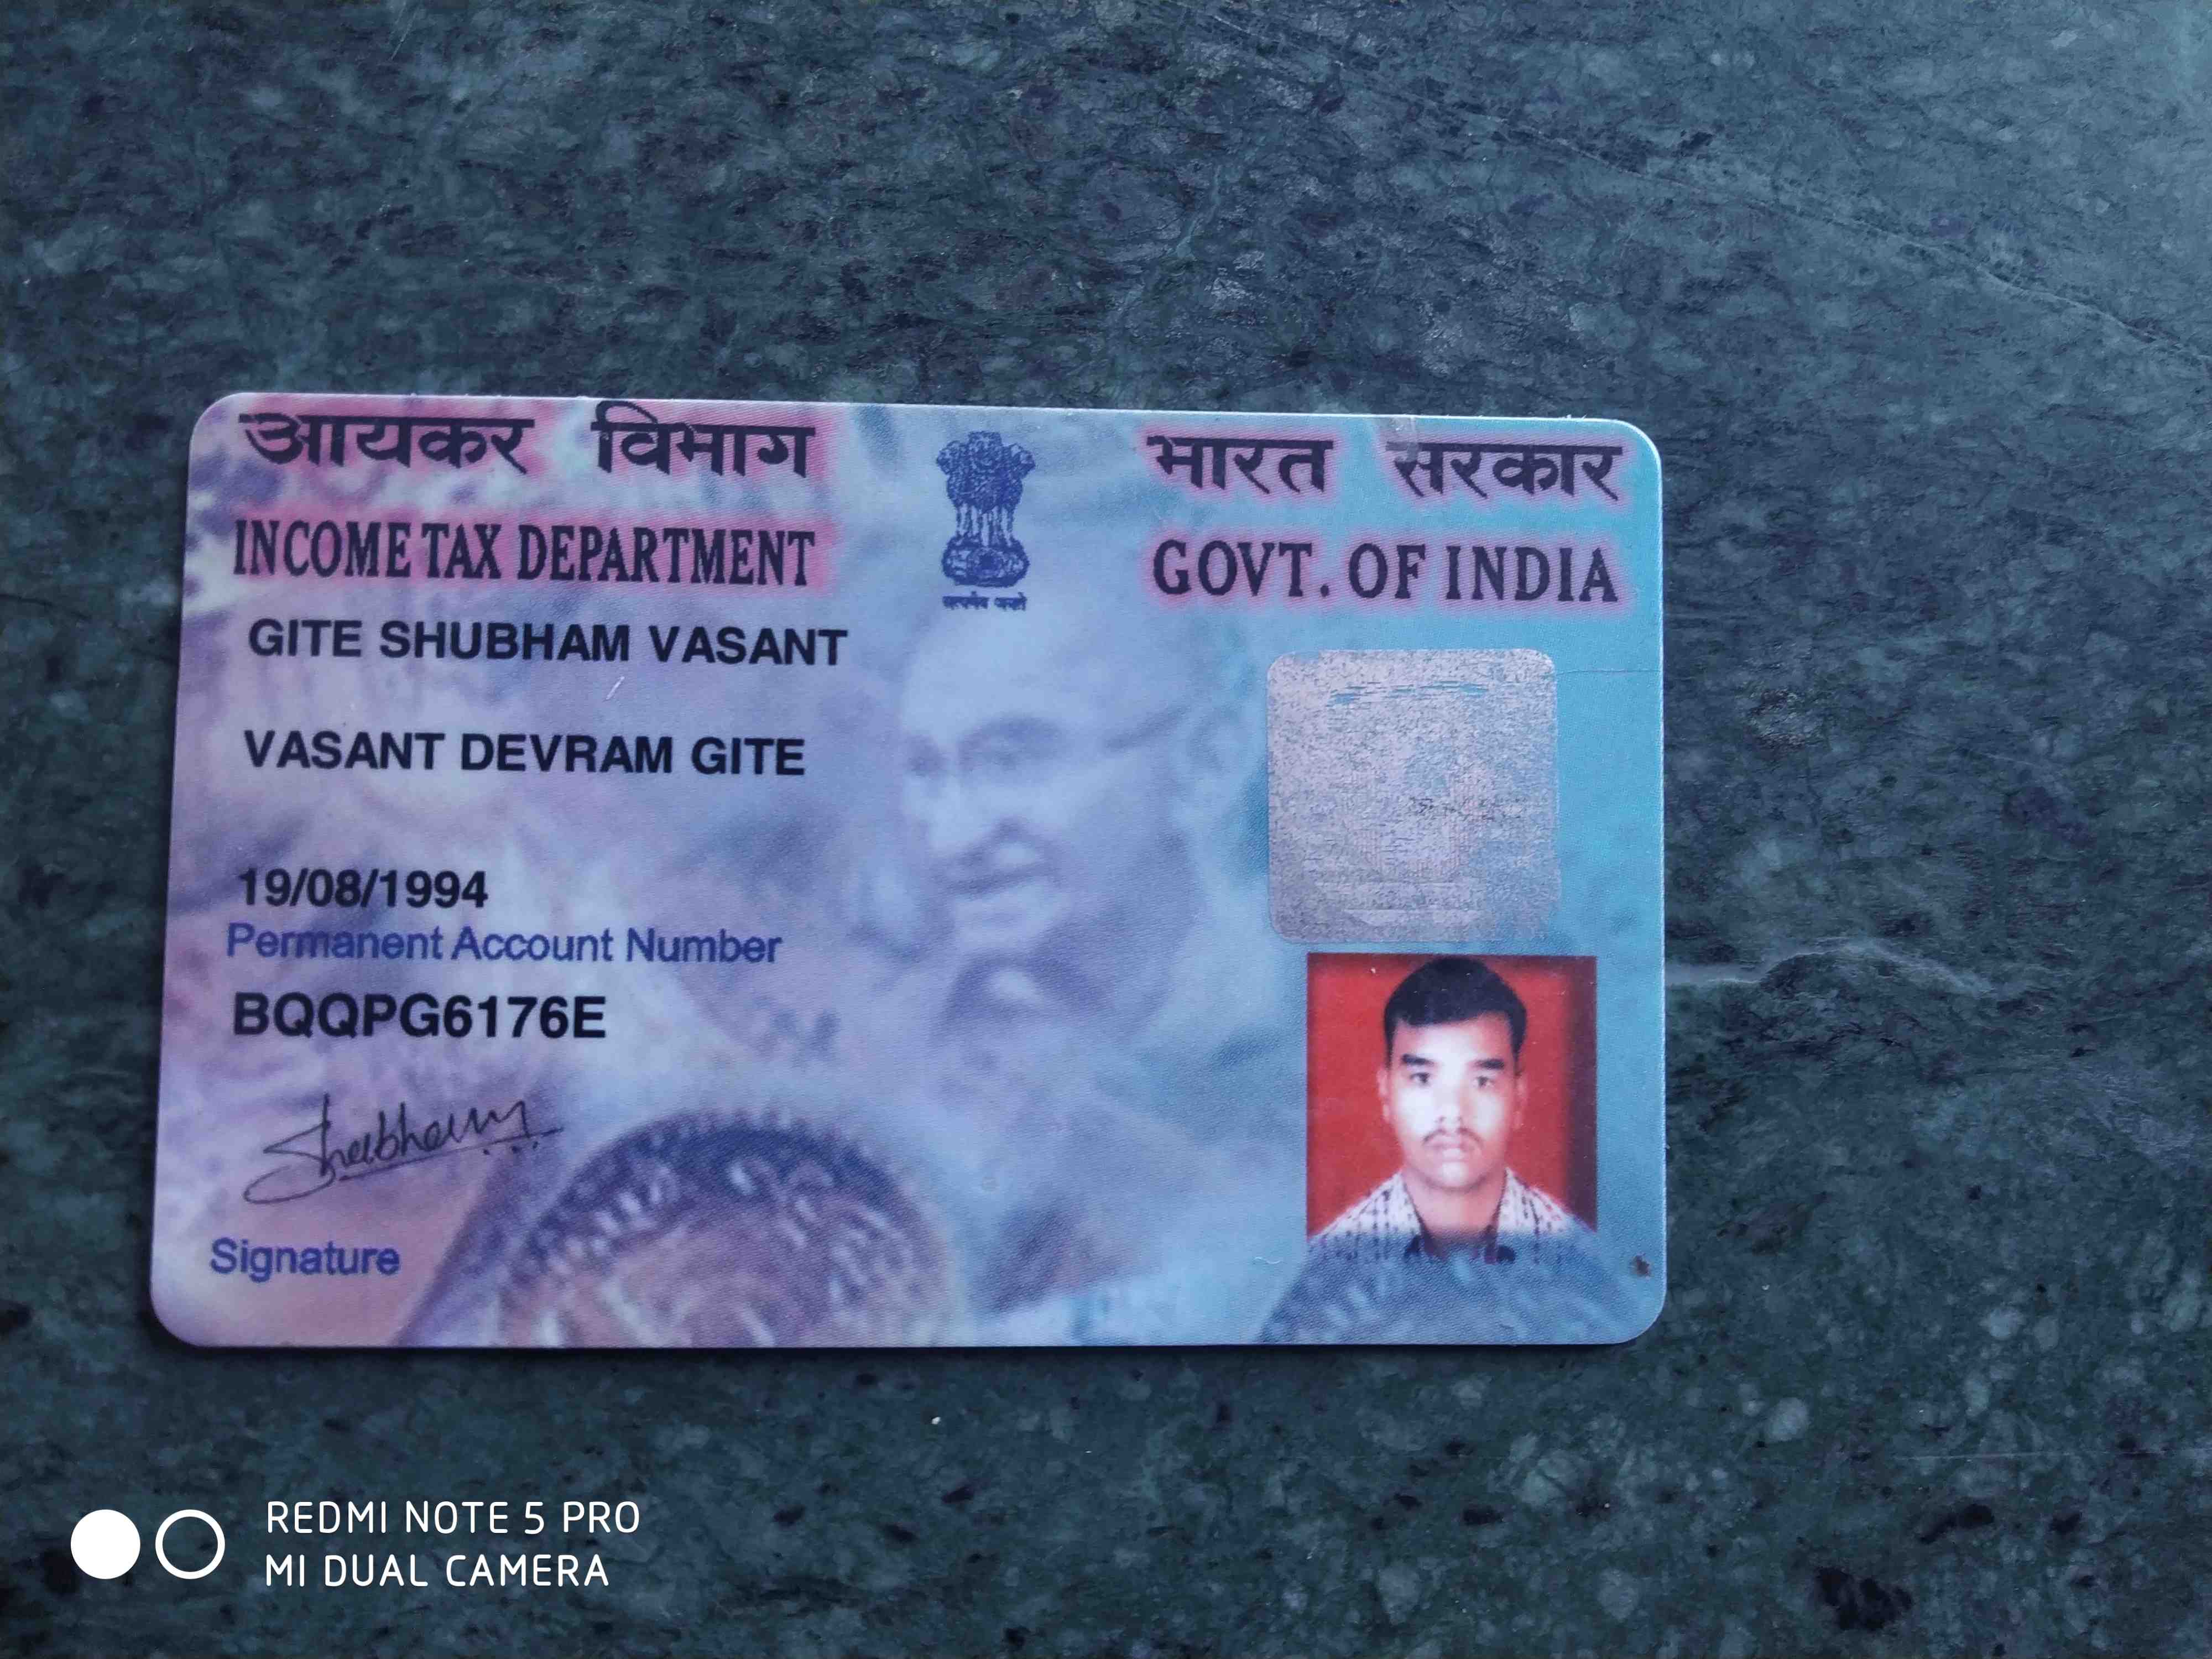 आयकर विभाग
भारत सरकार
INCOME TAX DEPARTMENT
GOVT. OF INDIA
सत्यमेव जयते
GITE SHUBHAM VASANT
VASANT DEVRAM GITE
19/08/1994
Permanent Account Number
BQQPG6176E
Shubham
Signature
REDMI NOTE 5 PRO
MI DUAL CAMERA